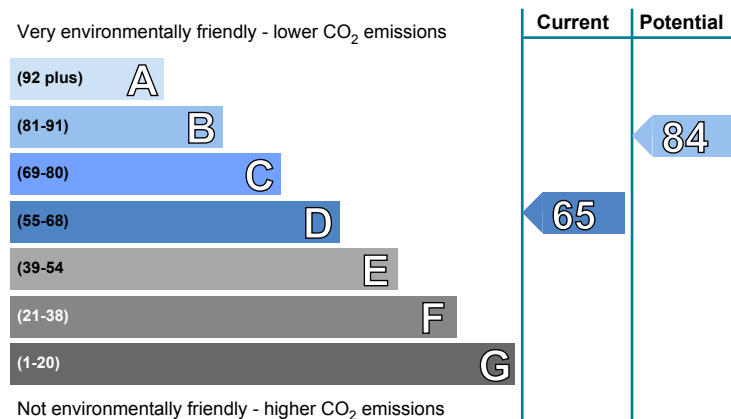 Current Potential
Very environmentally friendly - lower CO2 emissions
(92 plus) A
(81-91) B
84
(69-80) C
(55-68) D
65
(39-54 E
(21-38) F
(1-20) G
Not environmentally friendly - higher CO2 emissions